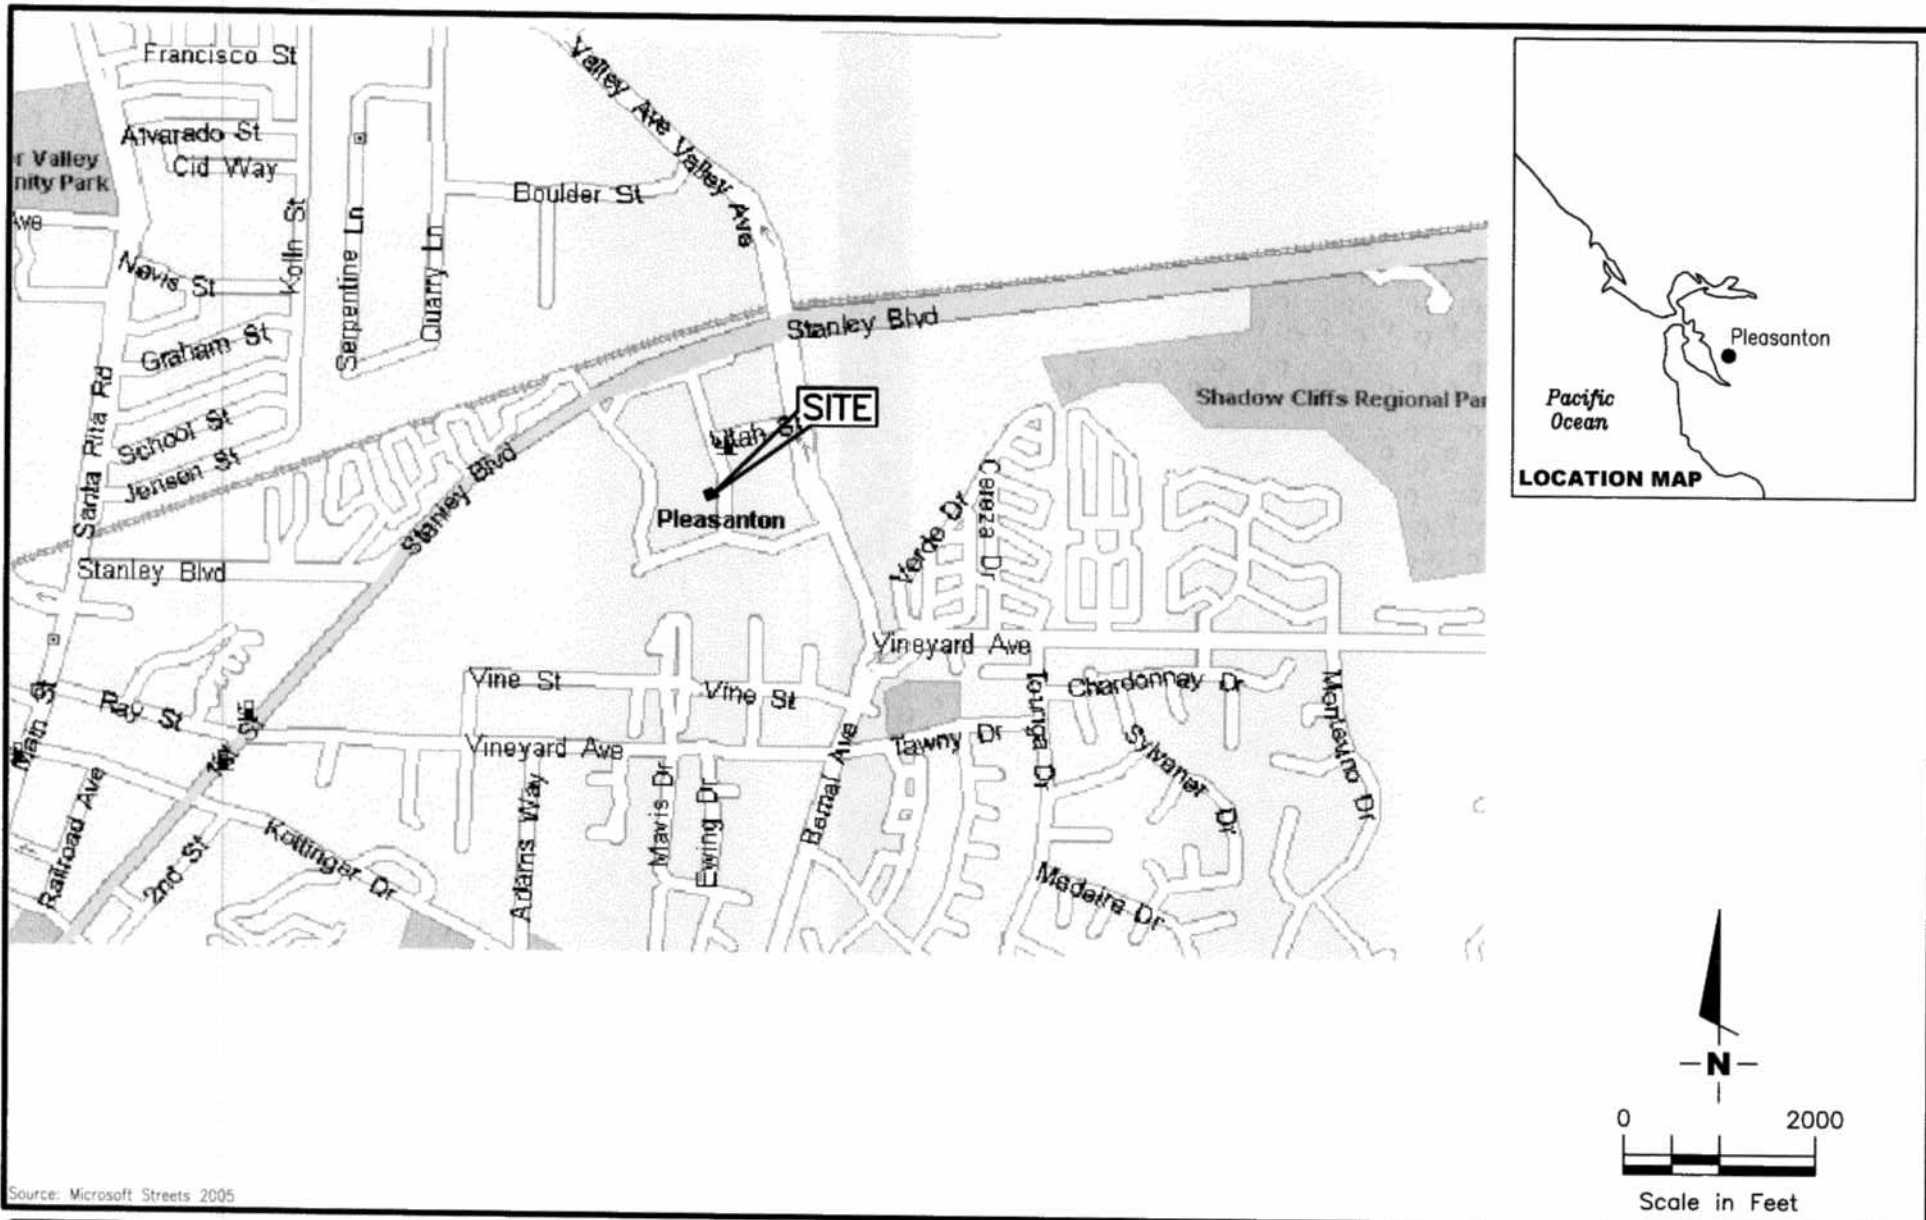 Francisco St
Valley Ave
Valley Ave
Alvarado St
Cid Way
r Valley
nity Park
Ave
Boulder St
Kolln St
Serpentine Ln
Quarry Ln
Nevis St
Graham St
Santa Rita Rd
School St
Jensen St
Stanley Blvd
Stanley Blvd
Stanley Blvd
SITE
Utah St
Pleasanton
Shadow Cliffs Regional Par
Verde Dr
Cereza Dr
Vineyard Ave
Vine St
Vine St
Vineyard Ave
Main St
Ray St
Railroad Ave
2nd St
Kottinger Dr
Adams Way
Mavis Dr
Ewing Dr
Bernal Ave
Tawny Dr
Touriga Dr
Chardonnay Dr
Sylvaner Dr
Montevino Dr
Medeira Dr
Pleasanton
Pacific
Ocean
LOCATION MAP
N
0 2000
Scale in Feet
Source: Microsoft Streets 2005